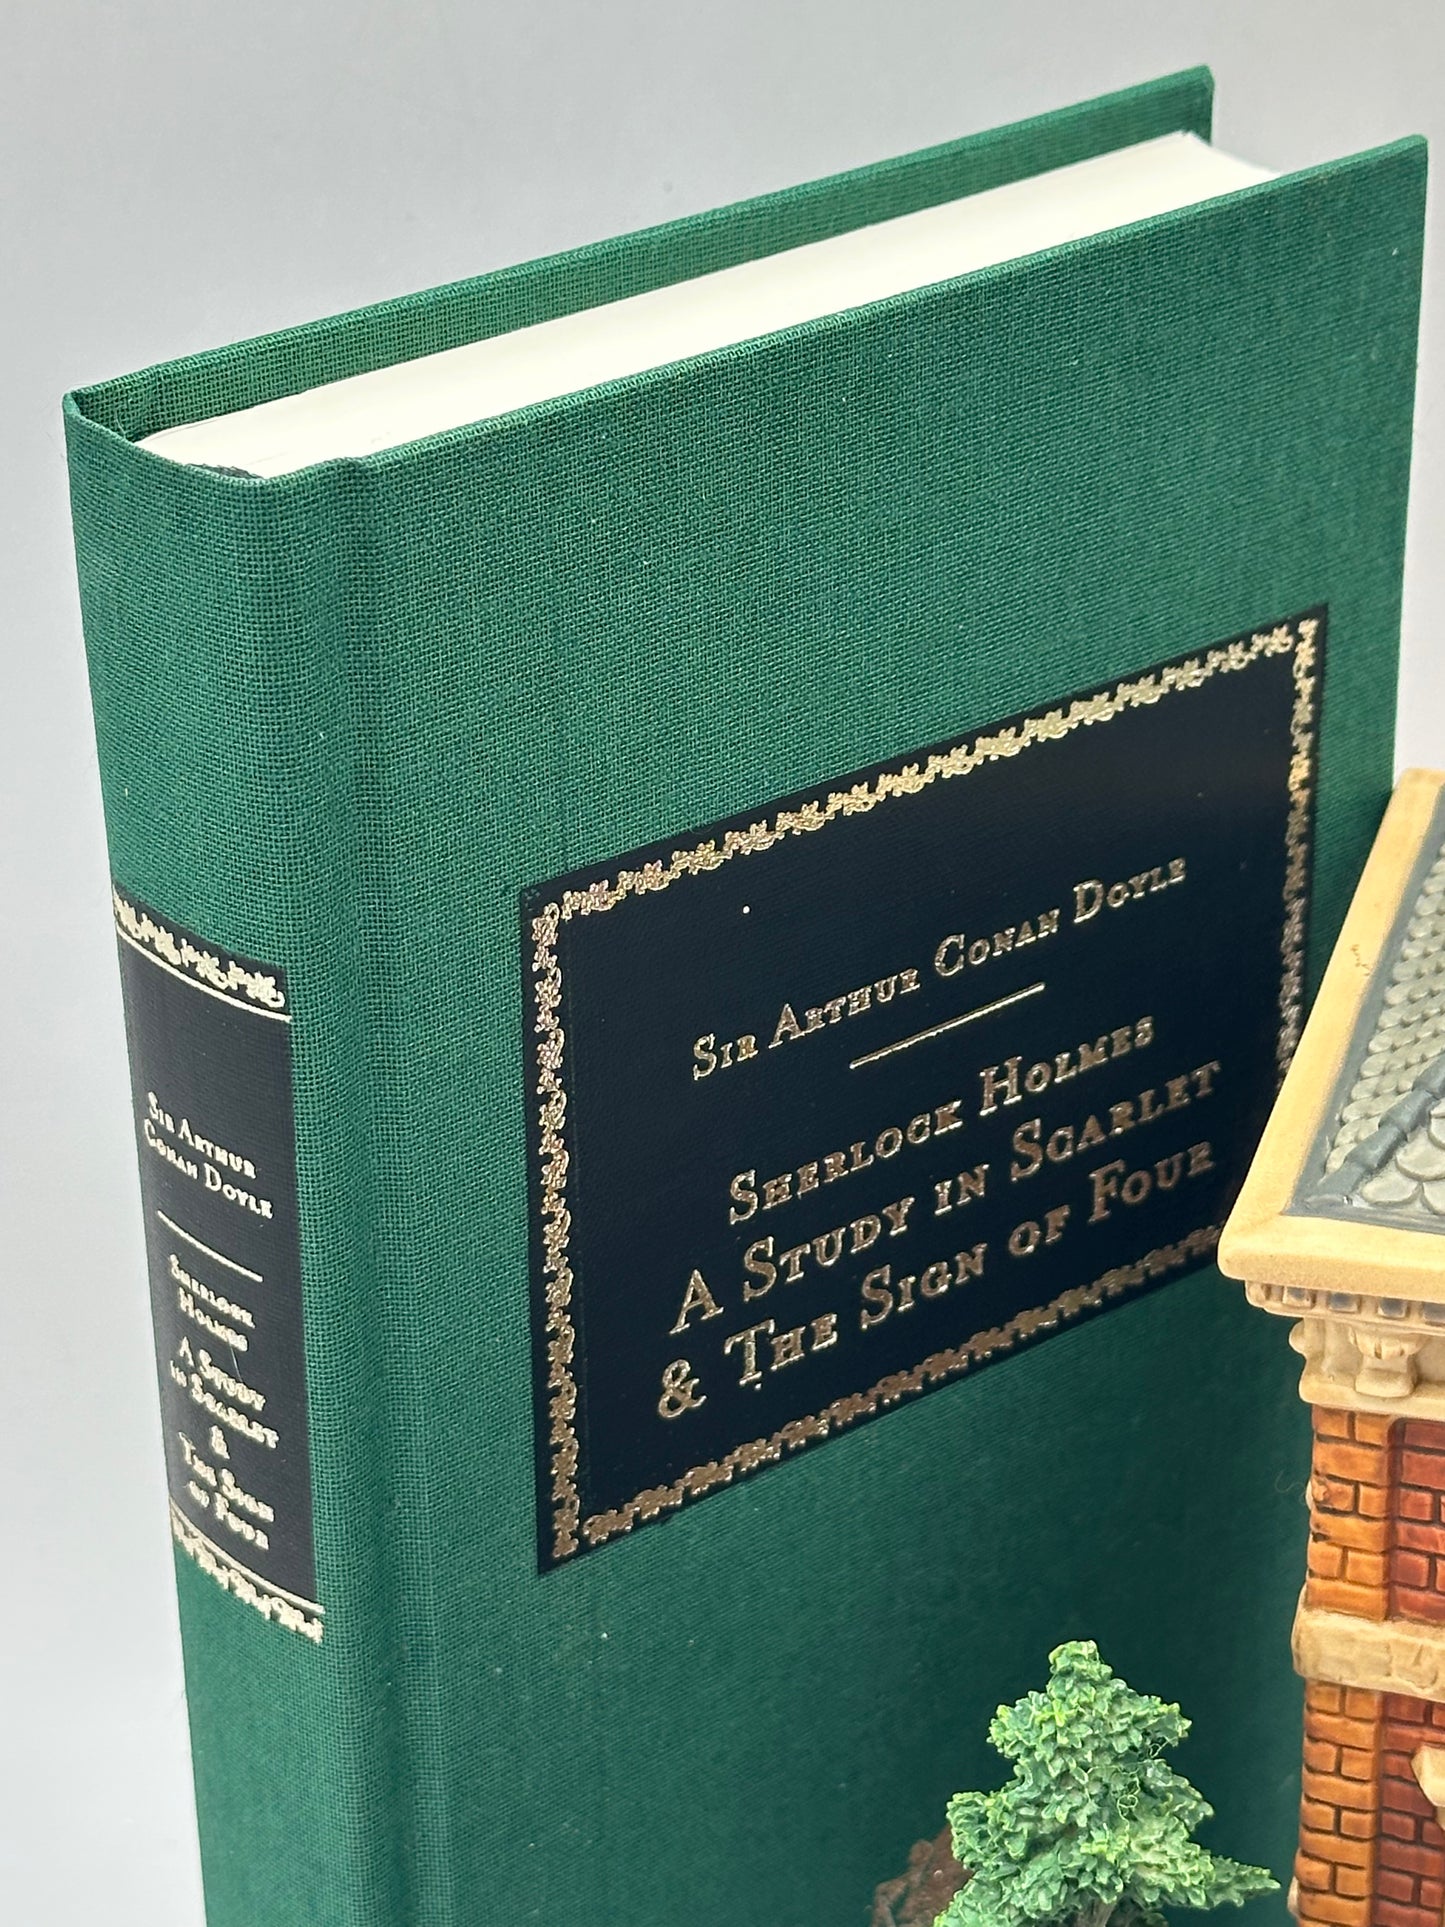 Sir Arthur
Conan Doyle
Sherlock
Holmes
A Study
in Scarlet
&
The Sign
of Four
Sir Arthur Conan Doyle
Sherlock Holmes
A Study in Scarlet
& The Sign of Four